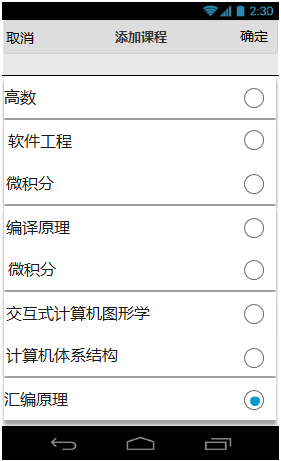 2:30
取消 添加课程 确定
高数
软件工程
微积分
编译原理
微积分
交互式计算机图形学
计算机体系结构
汇编原理